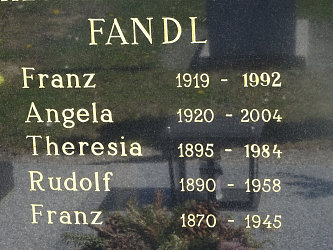 FANDL
Franz 1919 - 1992
Angela 1920 - 2004
Theresia 1895 - 1984
Rudolf 1890 - 1958
Franz 1870 - 1945